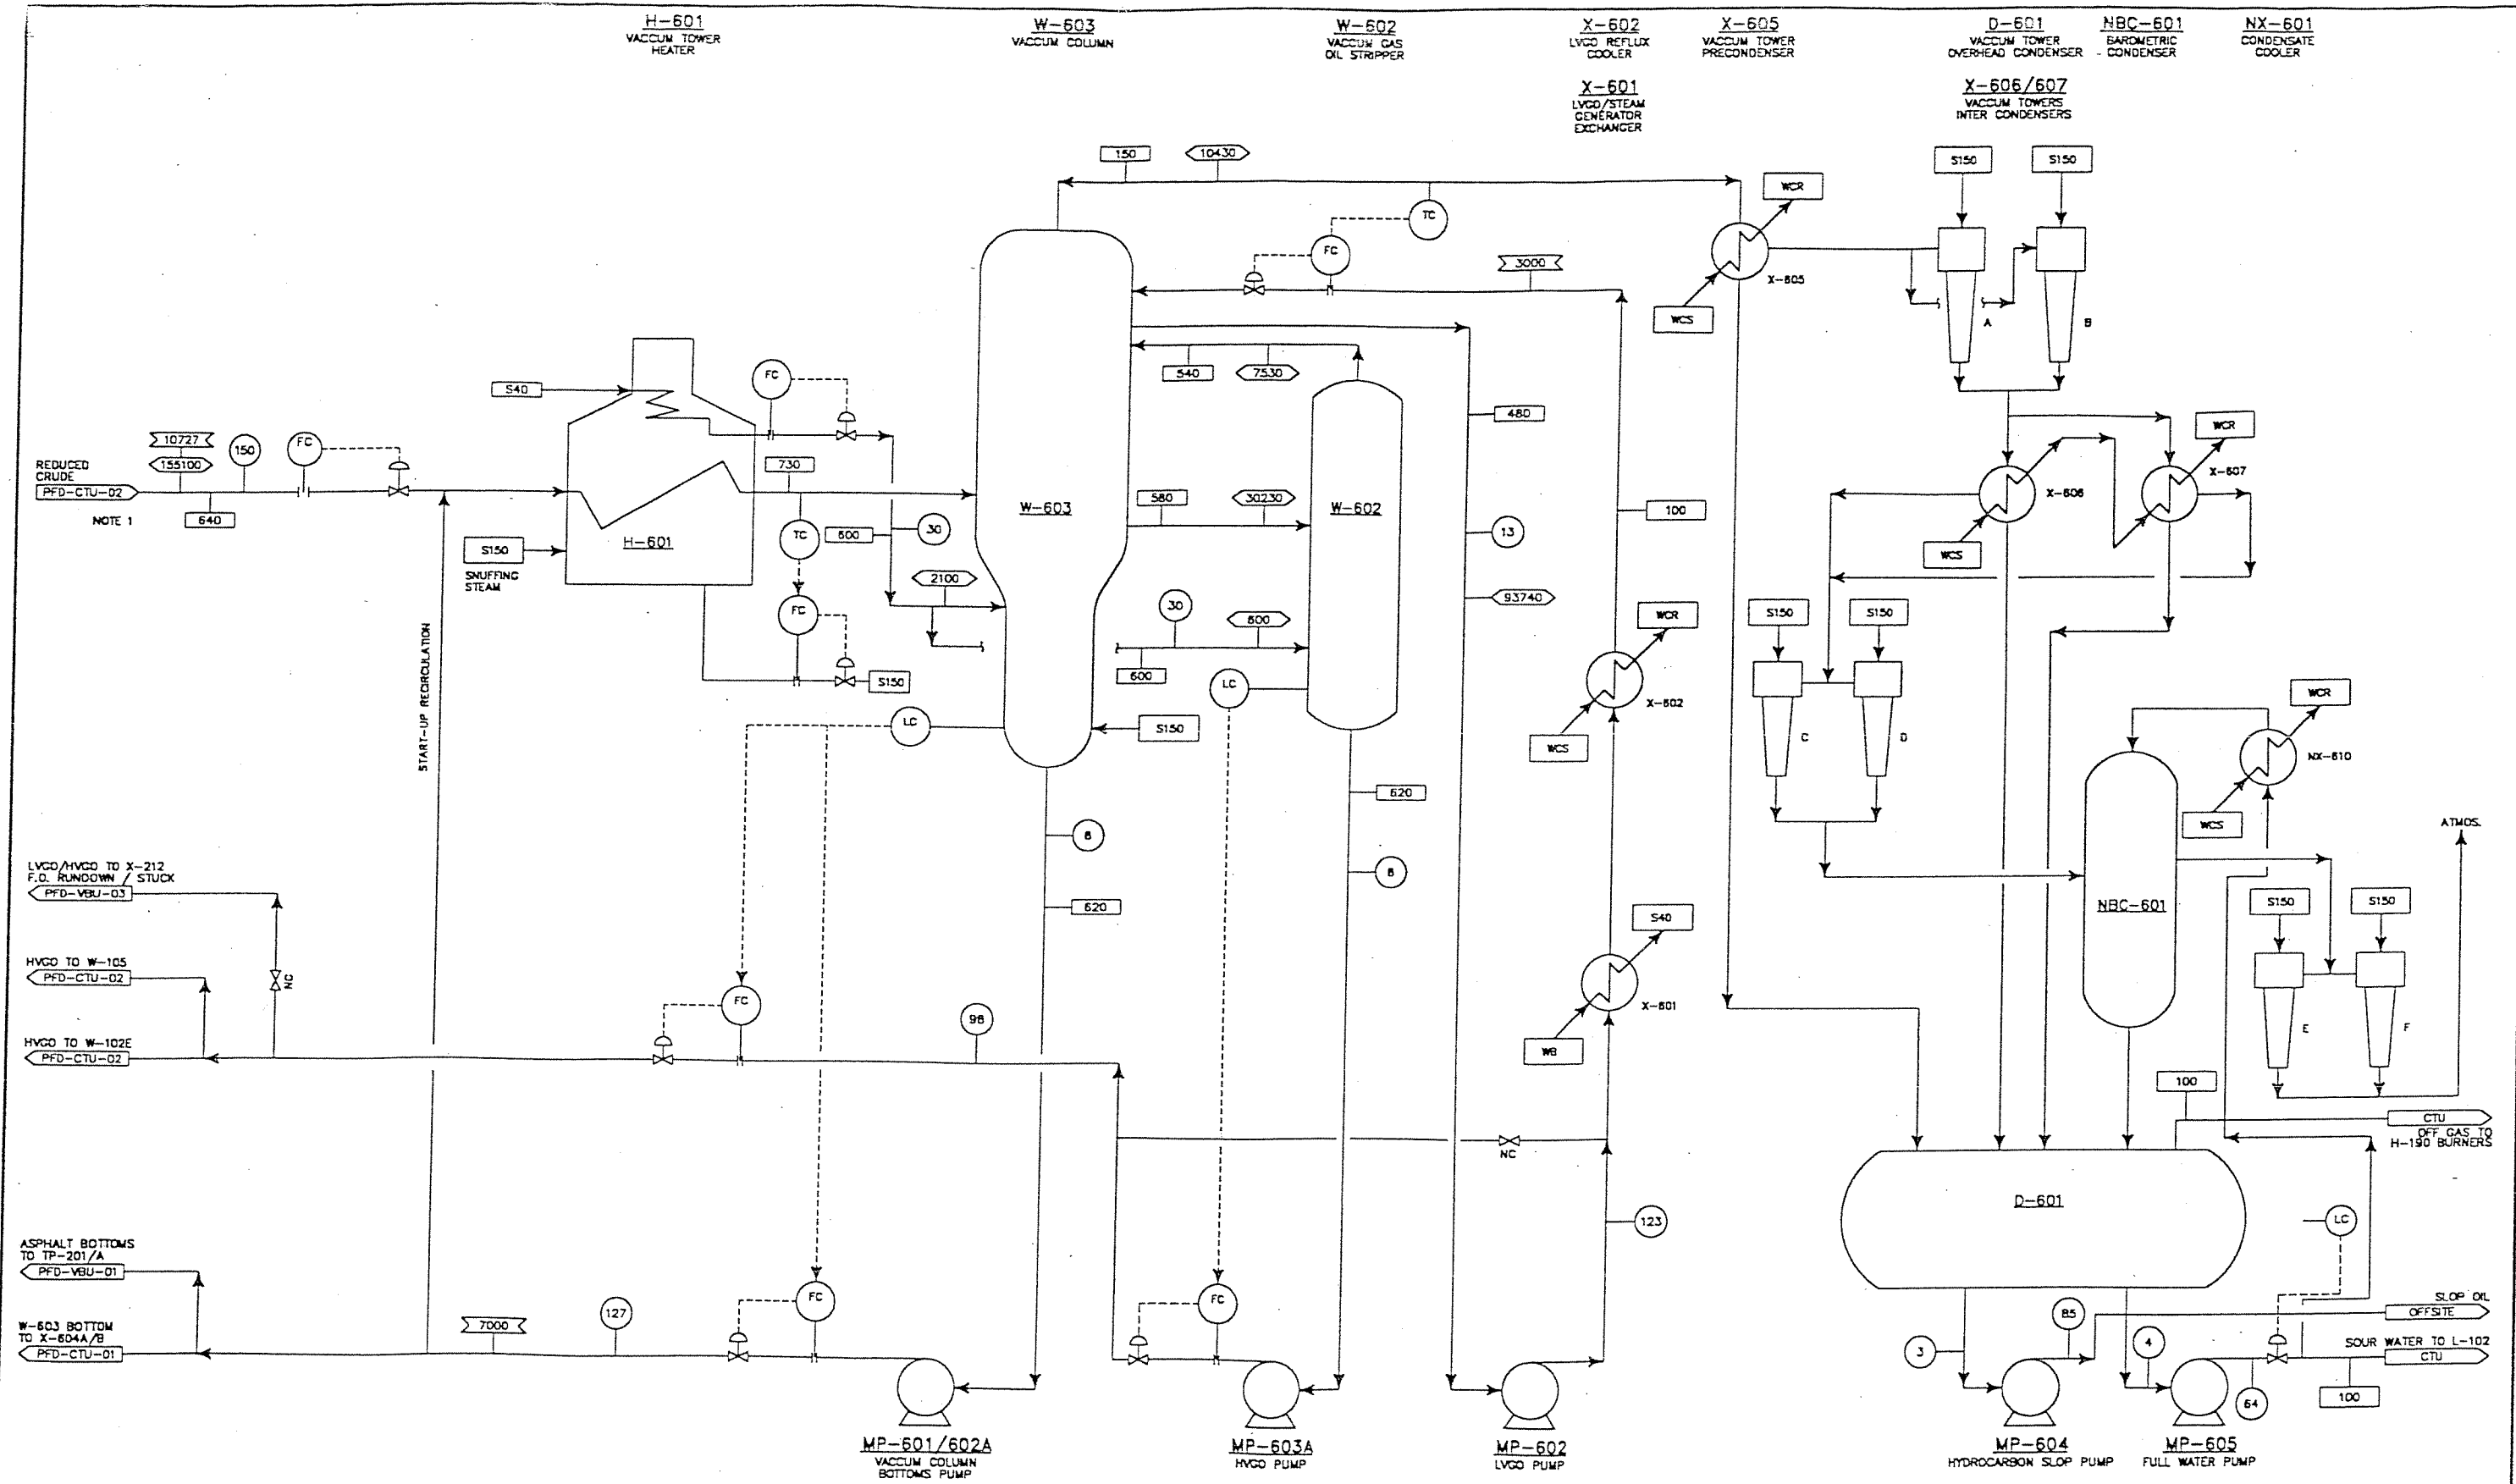 H-601
VACCUM TOWER
HEATER
W-603
VACCUM COLUMN
W-602
VACCUM GAS
OIL STRIPPER
X-602
LVGO REFLUX
COOLER
X-601
LVGO/STEAM
GENERATOR
EXCHANGER
X-605
VACCUM TOWER
PRECONDENSER
D-601
VACCUM TOWER
OVERHEAD CONDENSER
X-606/607
VACCUM TOWERS
INTER CONDENSERS
NBC-601
BAROMETRIC
- CONDENSER
NX-601
CONDENSATE
COOLER
150
10430
TC
FC
3000
WCR
X-605
WCS
S150
S150
A
B
S40
FC
540
7530
480
10727
155100
150
FC
REDUCED
CRUDE
PFD-CTU-02
NOTE 1
640
730
TC
600
30
H-601
S150
SNUFFING
STEAM
2100
FC
S150
W-603
580
30230
W-602
30
600
600
LC
13
93740
100
WCR
X-602
WCS
WCR
X-607
X-606
WCS
S150
S150
C
D
START-UP RECIRCULATION
LC
S150
620
6
8
620
WCR
NX-610
WCS
ATMOS.
NBC-601
S150
S150
E
F
LVGO/HVGO TO X-212
F.O. RUNDOWN / STUCK
PFD-VBU-03
NC
HVGO TO W-105
PFD-CTU-02
HVGO TO W-102E
PFD-CTU-02
FC
98
S40
X-601
WB
NC
100
CTU
OFF GAS TO
H-190 BURNERS
D-601
LC
123
ASPHALT BOTTOMS
TO TP-201/A
PFD-VBU-01
W-603 BOTTOM
TO X-604A/B
PFD-CTU-01
7000
127
FC
FC
3
85
4
64
SLOP OIL
OFFSITE
SOUR WATER TO L-102
CTU
100
MP-601/602A
VACCUM COLUMN
BOTTOMS PUMP
MP-603A
HVGO PUMP
MP-602
LVGO PUMP
MP-604
HYDROCARBON SLOP PUMP
MP-605
FULL WATER PUMP